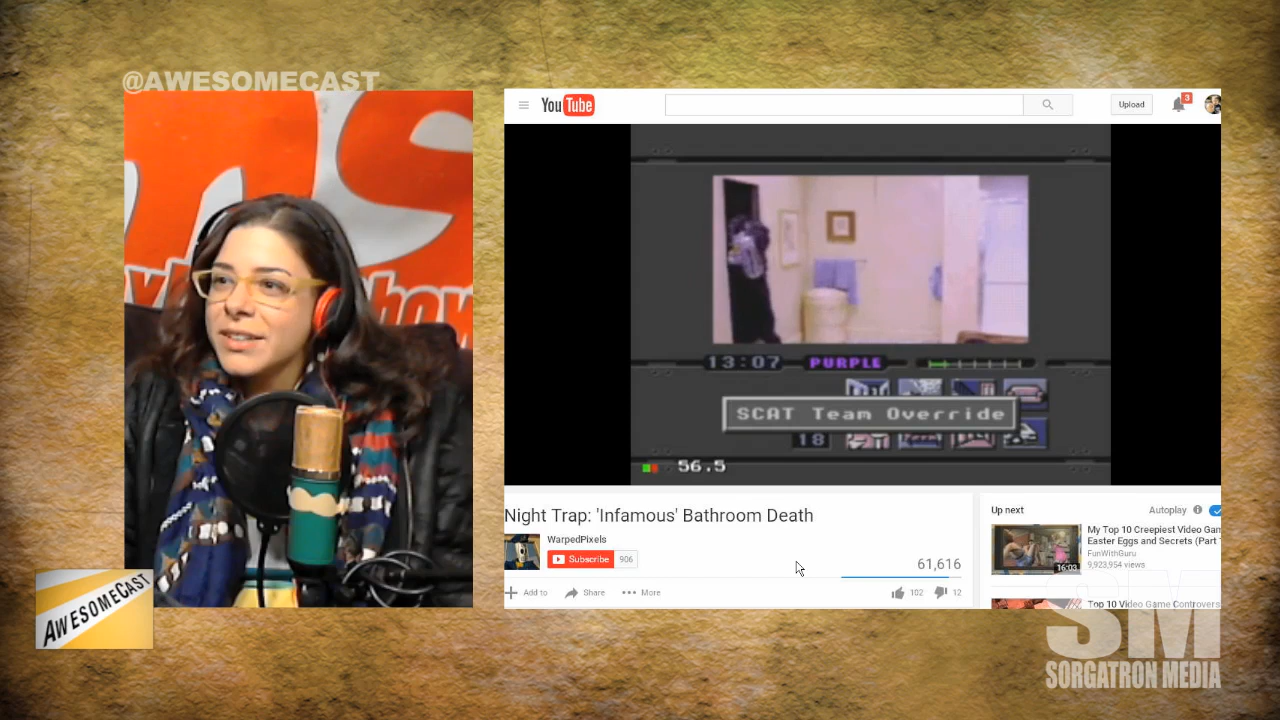 @AWESOMECAST
YouTube
Upload
3
13:07
PURPLE
SCAT Team Override
18
56.5
Night Trap: 'Infamous' Bathroom Death
WarpedPixels
Subscribe
906
61,616
Add to
Share
More
102
12
Up next
Autoplay
My Top 10 Creepiest Video Gam
Easter Eggs and Secrets (Part
FunWithGuru
9,923,954 views
16:03
Top 10 Video Game Controvers
AWESOMECAST
SM
SORGATRON MEDIA